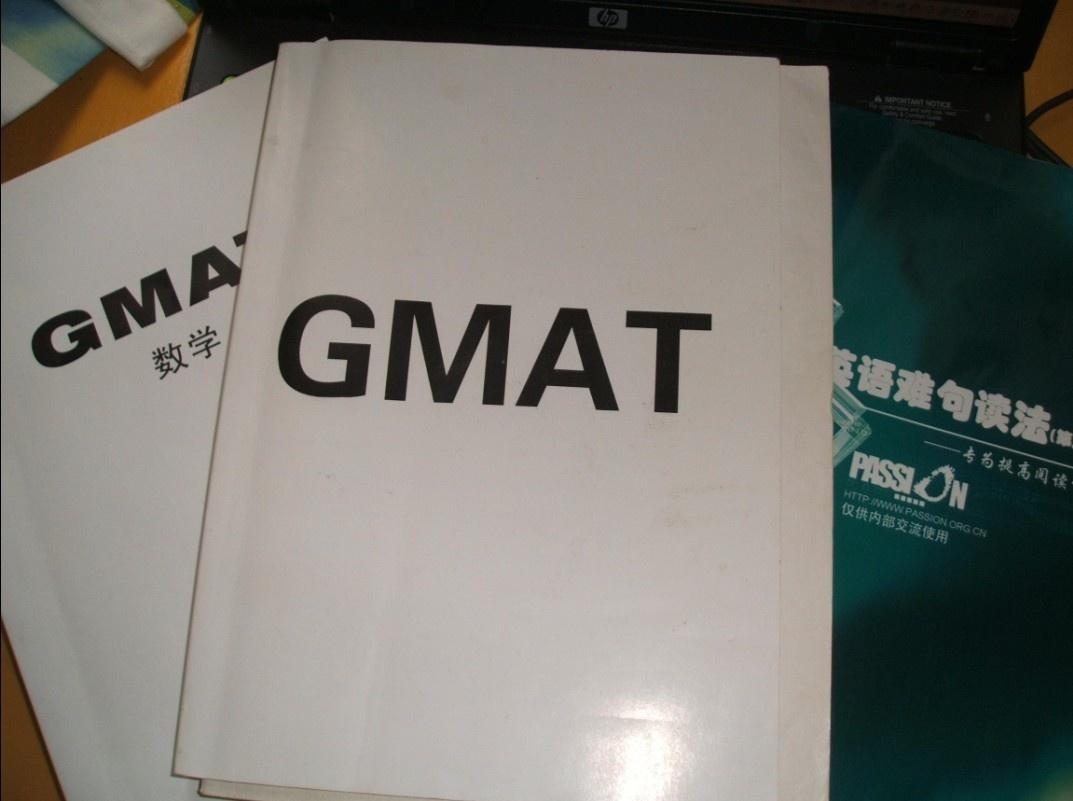 hp
IMPORTANT NOTICE
GMAT
数学
GMAT
英语难句读法
专为提高阅读
PASSION
HTTP://WWW.PASSION.ORG.CN
仅供内部交流使用